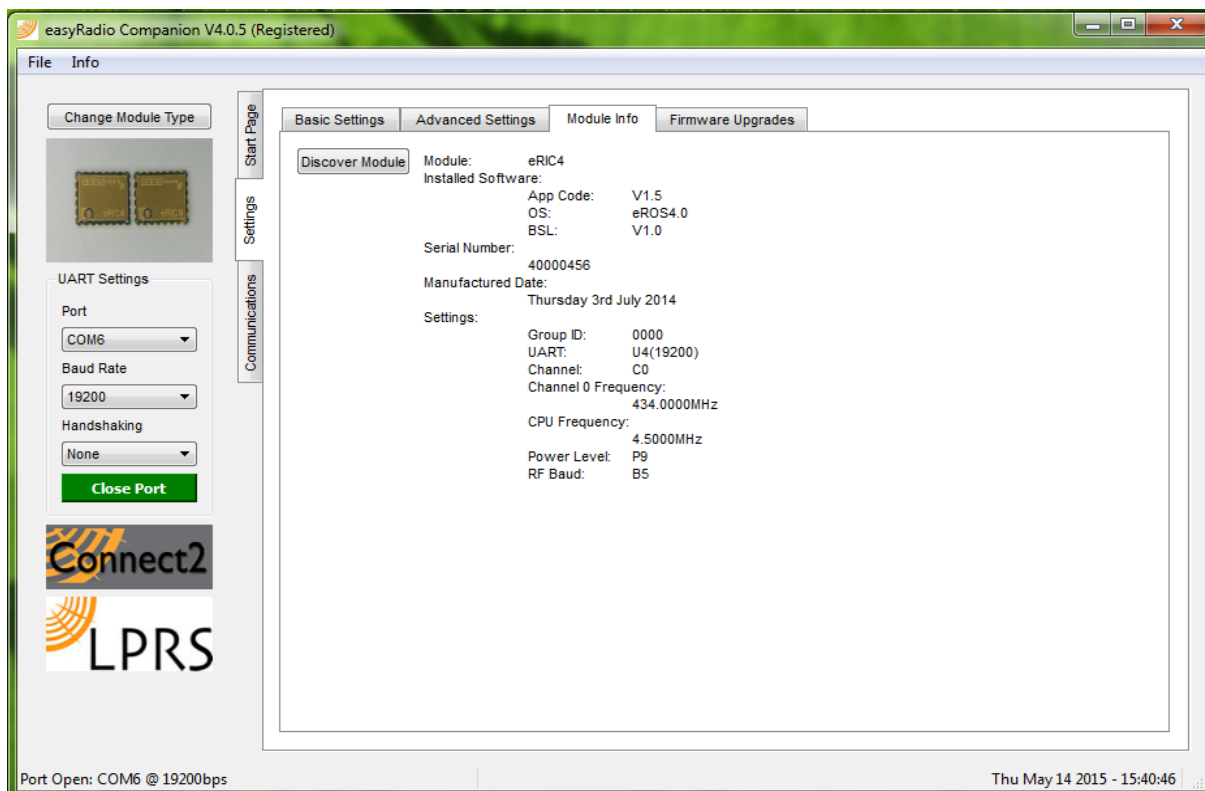 easyRadio Companion V4.0.5 (Registered)
File Info
Change Module Type
eRIC4
UART Settings
Port
COM6
Baud Rate
19200
Handshaking
None
Close Port
Connect2
LPRS
Start Page
Settings
Communications
Basic Settings Advanced Settings Module Info Firmware Upgrades
Discover Module
Module: eRIC4
Installed Software:
App Code: V1.5
OS: eROS4.0
BSL: V1.0
Serial Number:
40000456
Manufactured Date:
Thursday 3rd July 2014
Settings:
Group ID: 0000
UART: U4(19200)
Channel: C0
Channel 0 Frequency:
434.0000MHz
CPU Frequency:
4.5000MHz
Power Level: P9
RF Baud: B5
Port Open: COM6 @ 19200bps
Thu May 14 2015 - 15:40:46